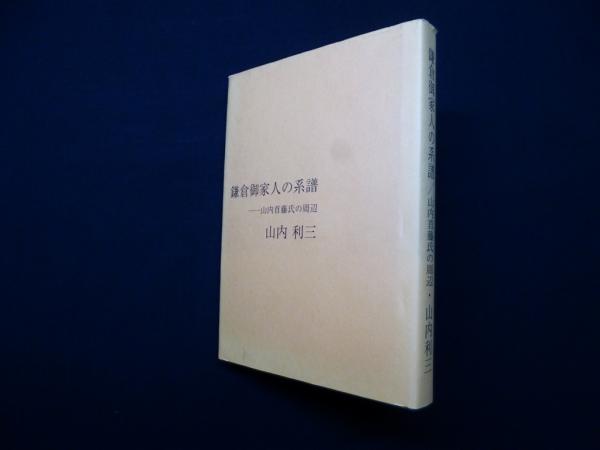 鎌倉御家人の系譜
――山内首藤氏の周辺
山内 利三
鎌倉御家人の系譜／山内首藤氏の周辺・山内利三